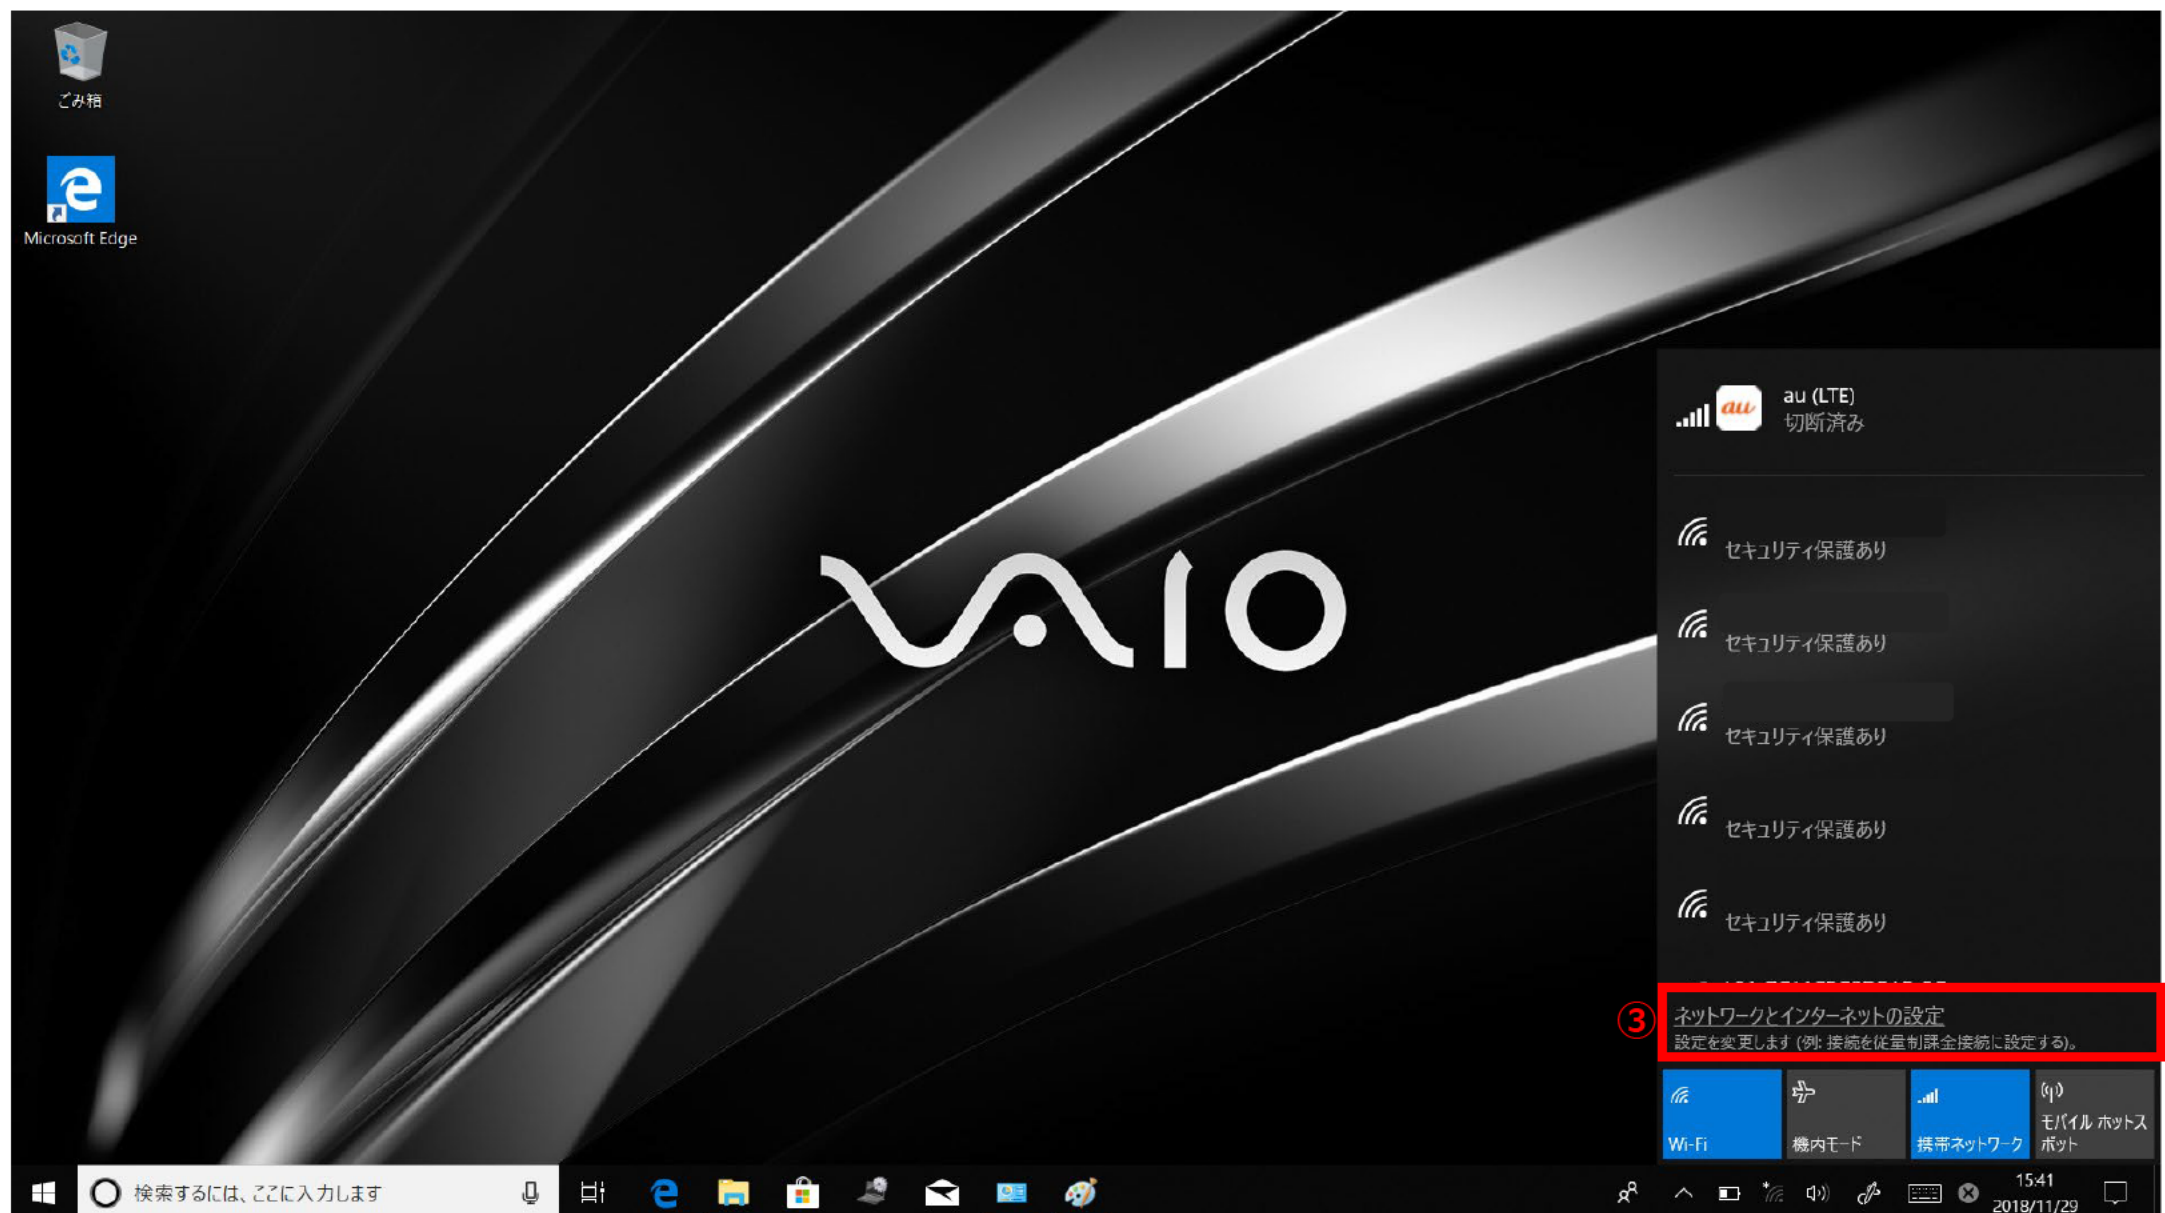 ごみ箱
Microsoft Edge
VAIO
au
au (LTE)
切断済み
セキュリティ保護あり
セキュリティ保護あり
セキュリティ保護あり
セキュリティ保護あり
セキュリティ保護あり
③
ネットワークとインターネットの設定
設定を変更します (例: 接続を従量制課金接続に設定する)。
Wi-Fi
機内モード
携帯ネットワーク
モバイル ホットス
ポット
検索するには、ここに入力します
15:41
2018/11/29